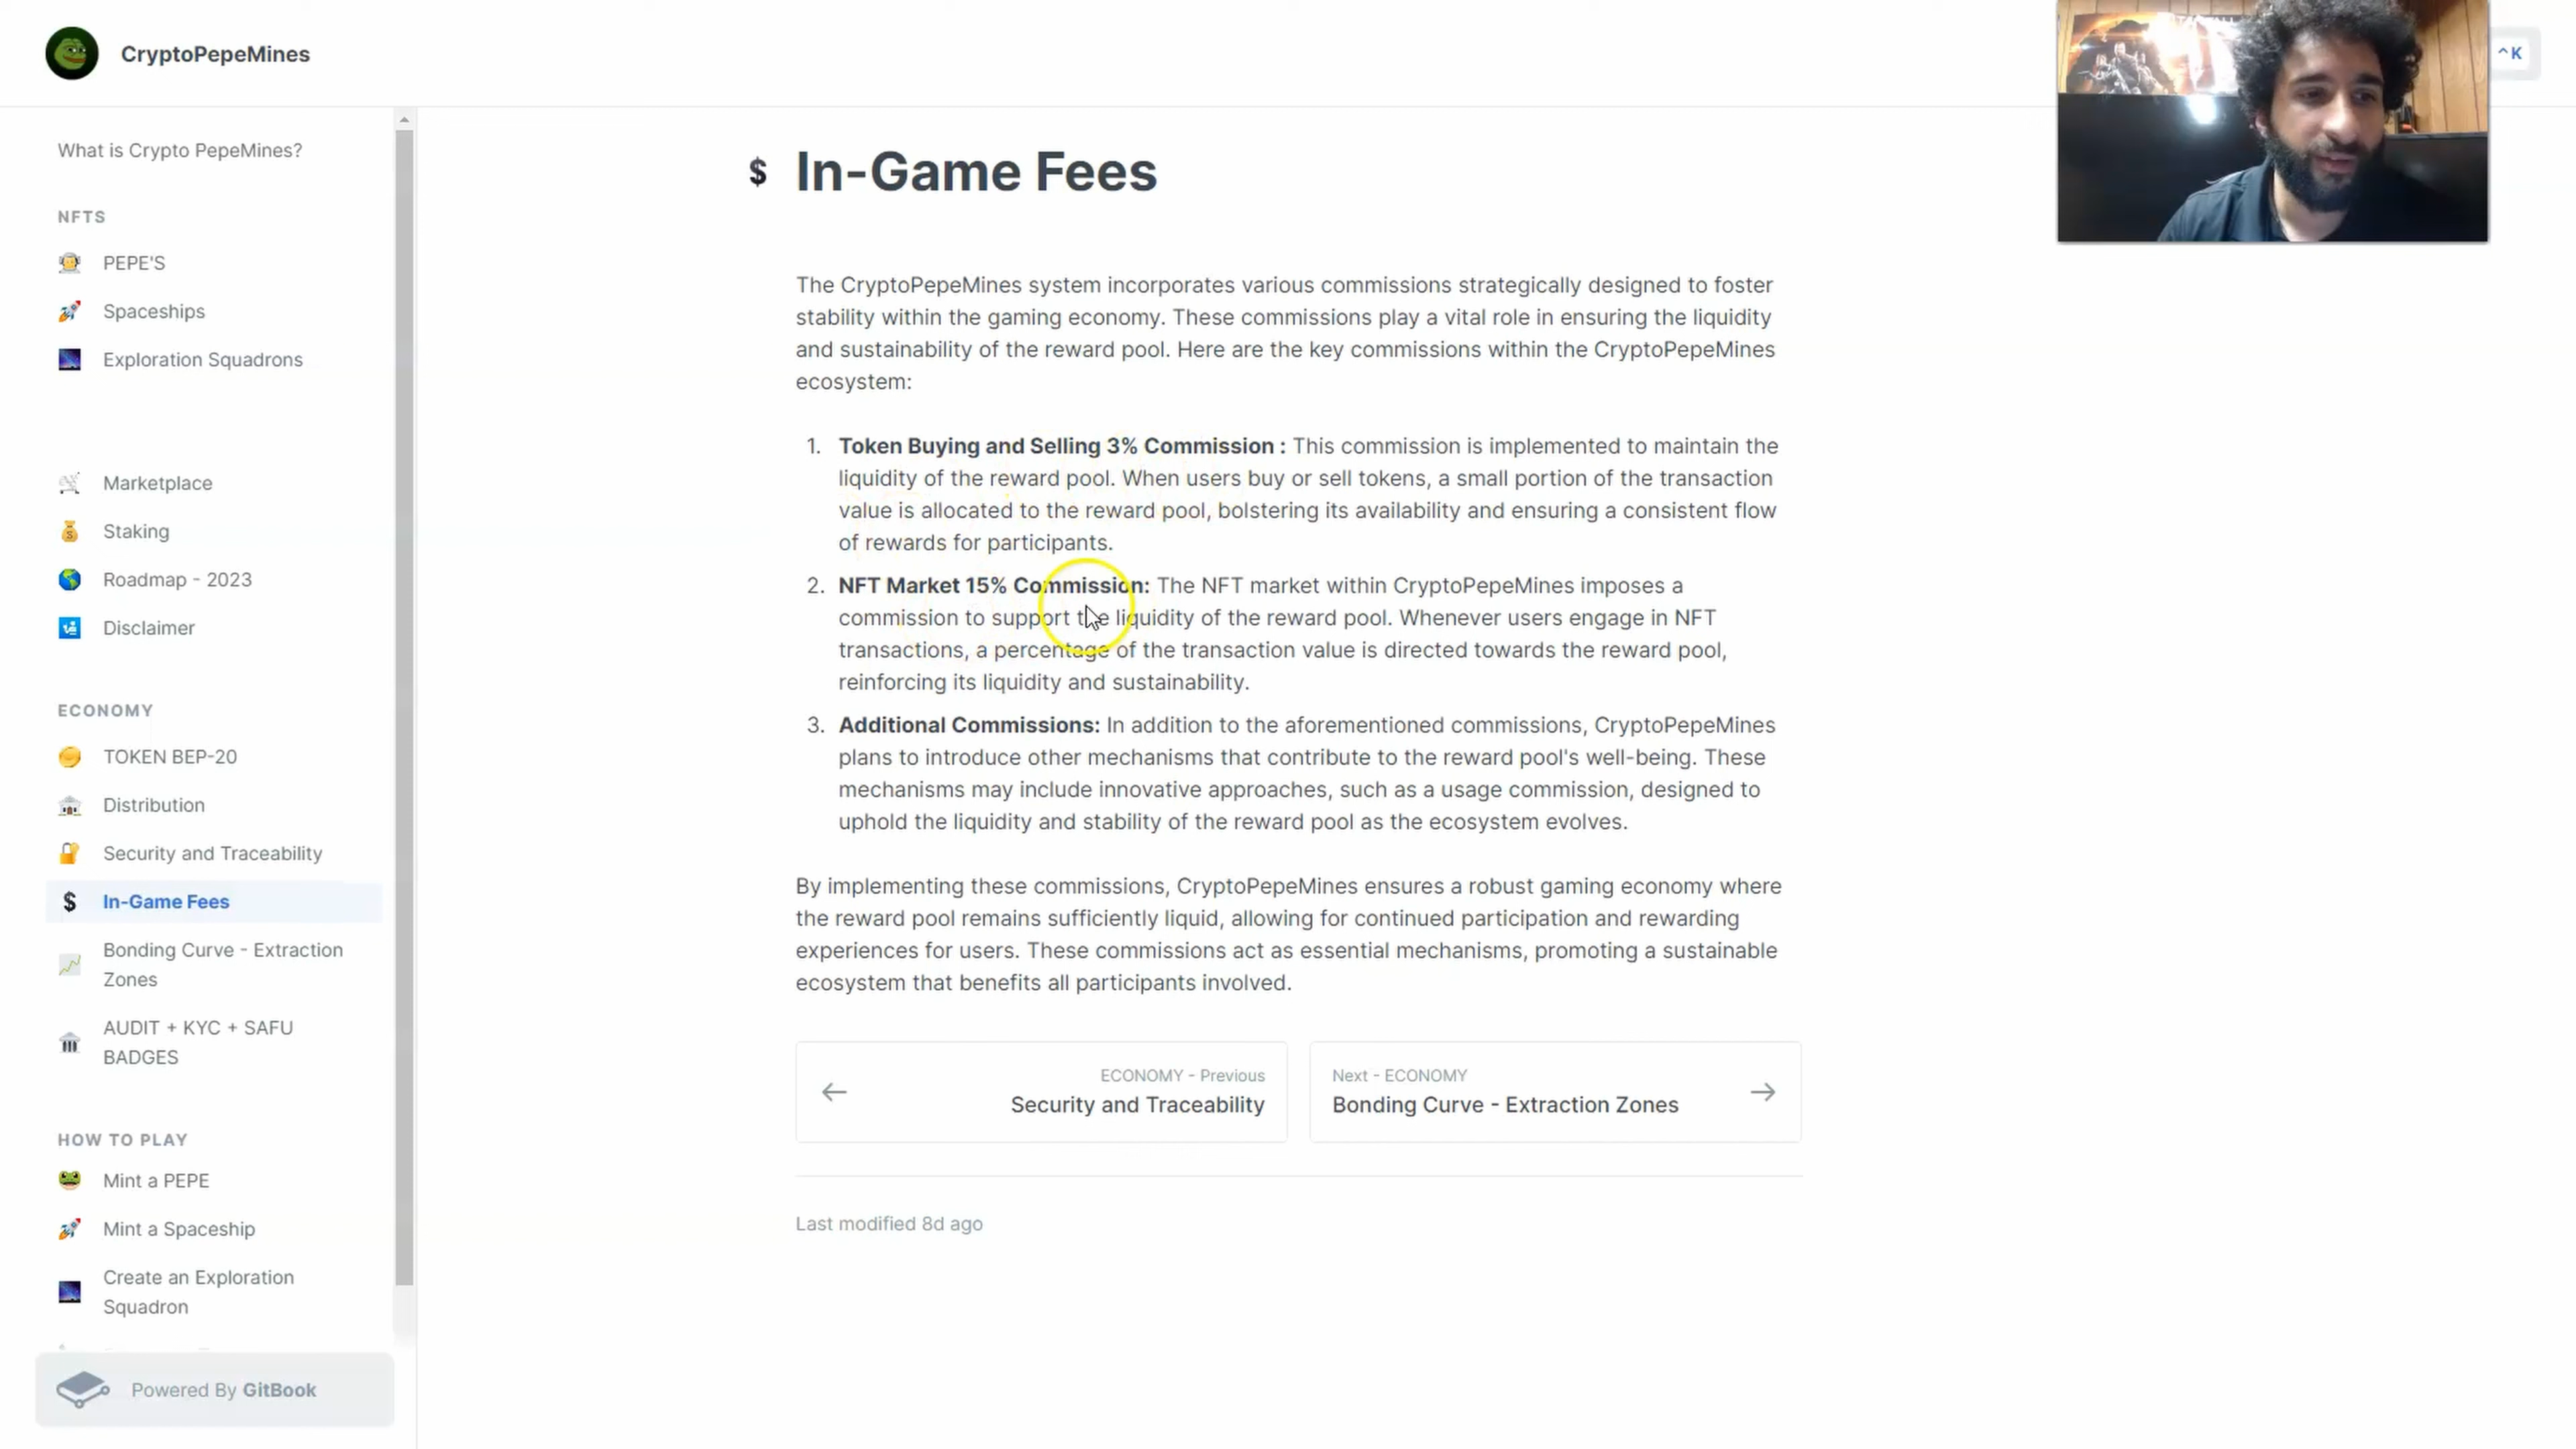 CryptoPepeMines
^ K
What is Crypto PepeMines?
NFTS
PEPE'S
Spaceships
Exploration Squadrons
Marketplace
Staking
Roadmap - 2023
Disclaimer
ECONOMY
TOKEN BEP-20
Distribution
Security and Traceability
$ In-Game Fees
Bonding Curve - Extraction
Zones
AUDIT + KYC + SAFU
BADGES
HOW TO PLAY
Mint a PEPE
Mint a Spaceship
Create an Exploration
Squadron
Powered By GitBook
$ In-Game Fees
The CryptoPepeMines system incorporates various commissions strategically designed to foster
stability within the gaming economy. These commissions play a vital role in ensuring the liquidity
and sustainability of the reward pool. Here are the key commissions within the CryptoPepeMines
ecosystem:
1. Token Buying and Selling 3% Commission : This commission is implemented to maintain the
liquidity of the reward pool. When users buy or sell tokens, a small portion of the transaction
value is allocated to the reward pool, bolstering its availability and ensuring a consistent flow
of rewards for participants.
2. NFT Market 15% Commission: The NFT market within CryptoPepeMines imposes a
commission to support the liquidity of the reward pool. Whenever users engage in NFT
transactions, a percentage of the transaction value is directed towards the reward pool,
reinforcing its liquidity and sustainability.
3. Additional Commissions: In addition to the aforementioned commissions, CryptoPepeMines
plans to introduce other mechanisms that contribute to the reward pool's well-being. These
mechanisms may include innovative approaches, such as a usage commission, designed to
uphold the liquidity and stability of the reward pool as the ecosystem evolves.
By implementing these commissions, CryptoPepeMines ensures a robust gaming economy where
the reward pool remains sufficiently liquid, allowing for continued participation and rewarding
experiences for users. These commissions act as essential mechanisms, promoting a sustainable
ecosystem that benefits all participants involved.
ECONOMY - Previous
Security and Traceability
Next - ECONOMY
Bonding Curve - Extraction Zones
Last modified 8d ago